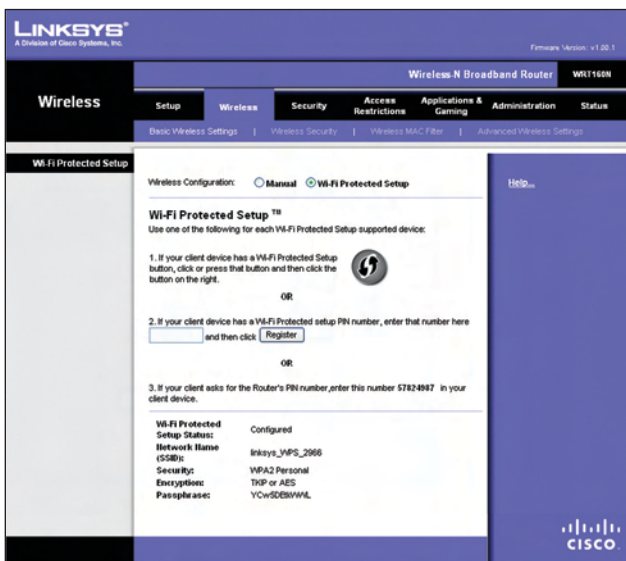 LINKSYS®
A Division of Cisco Systems, Inc.
Firmware Version: v1.00.1
Wireless-N Broadband Router WRT160N
Wireless
Setup Wireless Security Access Restrictions Applications & Gaming Administration Status
Basic Wireless Settings | Wireless Security | Wireless MAC Filter | Advanced Wireless Settings
Wi-Fi Protected Setup
Wireless Configuration: Manual Wi-Fi Protected Setup
Help...
Wi-Fi Protected Setup ™
Use one of the following for each Wi-Fi Protected Setup supported device:
1. If your client device has a Wi-Fi Protected Setup
button, click or press that button and then click the
button on the right.
OR
2. If your client device has a Wi-Fi Protected setup PIN number, enter that number here
and then click Register
OR
3. If your client asks for the Router's PIN number,enter this number 57824987 in your
client device.
Wi-Fi Protected
Setup Status: Configured
Network Name
(SSID): linksys_WPS_2966
Security: WPA2 Personal
Encryption: TKIP or AES
Passphrase:
CISCO